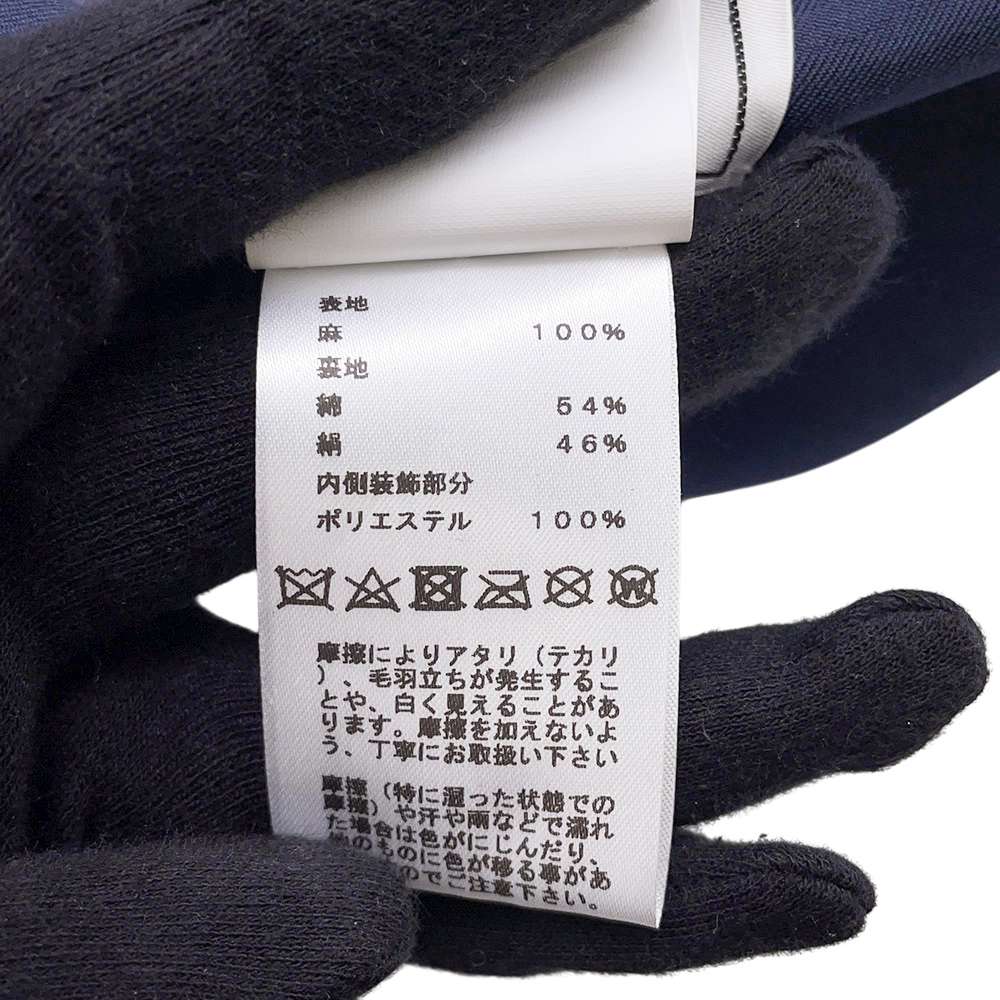 表地
麻 100%
裏地
綿 54%
絹 46%
内側装飾部分
ポリエステル 100%
W
摩擦によりアタリ（テカリ
）、毛羽立ちが発生するこ
とや、白く見えることがあ
ります。摩擦を加えないよ
う、丁寧にお取扱い下さい
摩擦（特に湿った状態での
摩擦）や汗や雨などで濡れ
た場合は色がにじんだり、
のものに色が移る事があ
のでご注意下さい。